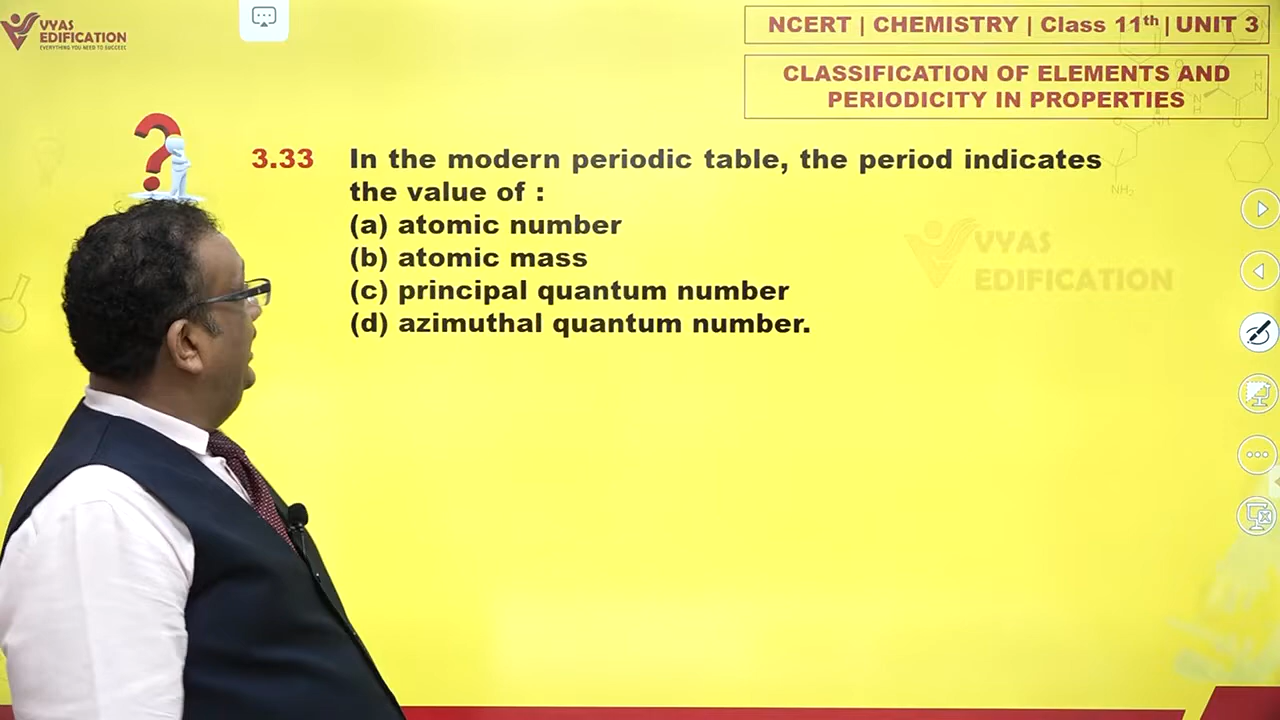 VYAS
EDIFICATION
EVERYTHING YOU NEED TO SUCCEED
NCERT | CHEMISTRY | Class 11th | UNIT 3
CLASSIFICATION OF ELEMENTS AND
PERIODICITY IN PROPERTIES
3.33 In the modern periodic table, the period indicates
the value of :
(a) atomic number
(b) atomic mass
(c) principal quantum number
(d) azimuthal quantum number.
VYAS
EDIFICATION
NH₂